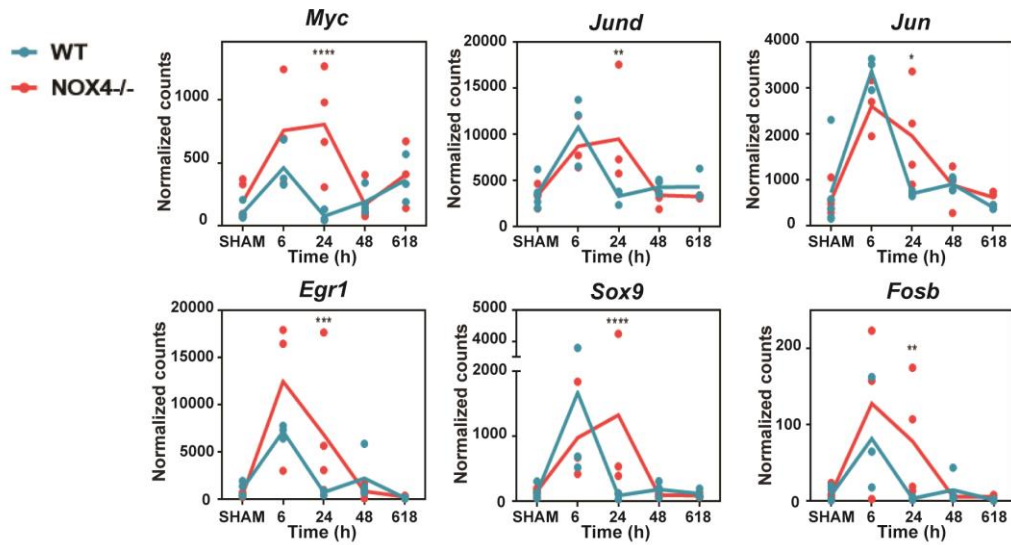 WT
NOX4-/-
Myc
Normalized counts
1000
500
0
****
SHAM 6 24 48 618
Time (h)
Jund
Normalized counts
20000
15000
10000
5000
0
**
SHAM 6 24 48 618
Time (h)
Jun
Normalized counts
4000
3000
2000
1000
0
*
SHAM 6 24 48 618
Time (h)
Egr1
Normalized counts
20000
15000
10000
5000
0
***
SHAM 6 24 48 618
Time (h)
Sox9
Normalized counts
5000
4000
2000
1000
0
****
SHAM 6 24 48 618
Time (h)
Fosb
Normalized counts
200
100
0
**
SHAM 6 24 48 618
Time (h)